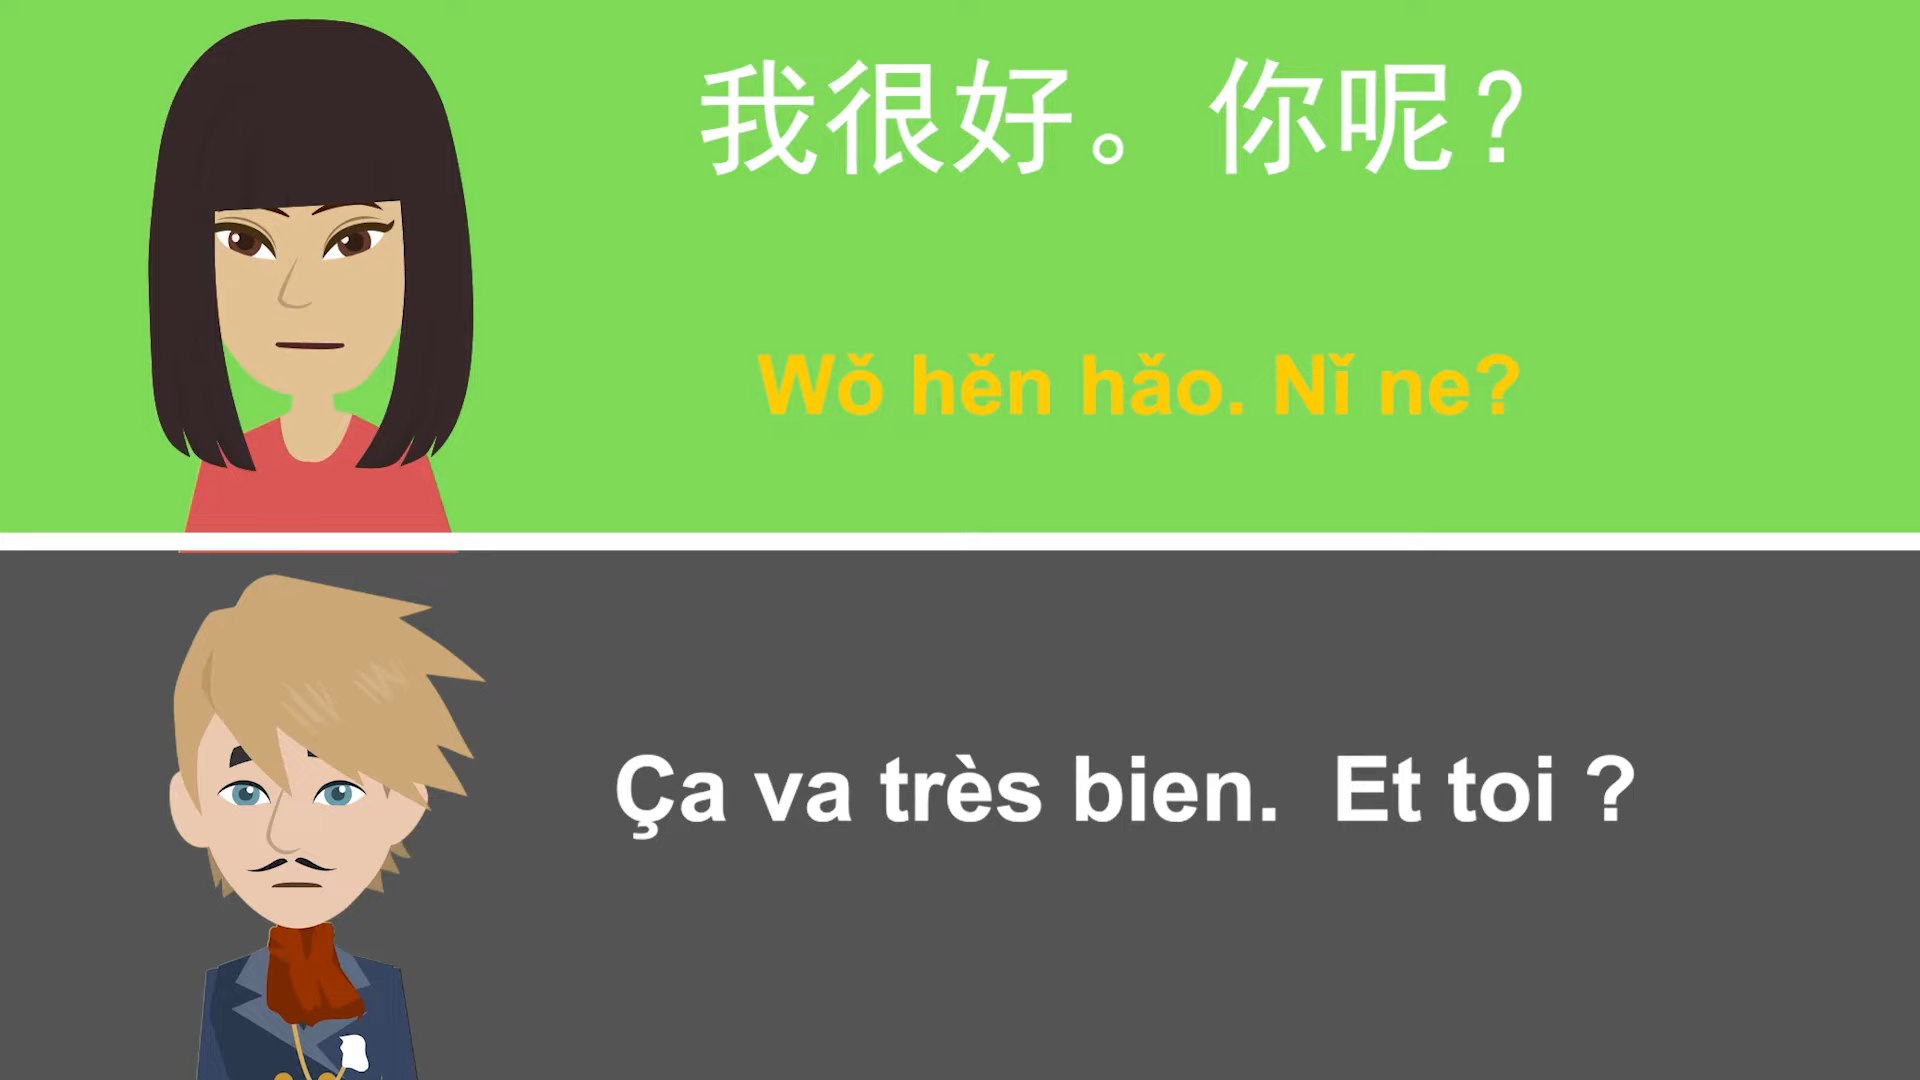 我很好。你呢？
Wǒ hěn hǎo. Nǐ ne?
Ça va très bien.  Et toi ?